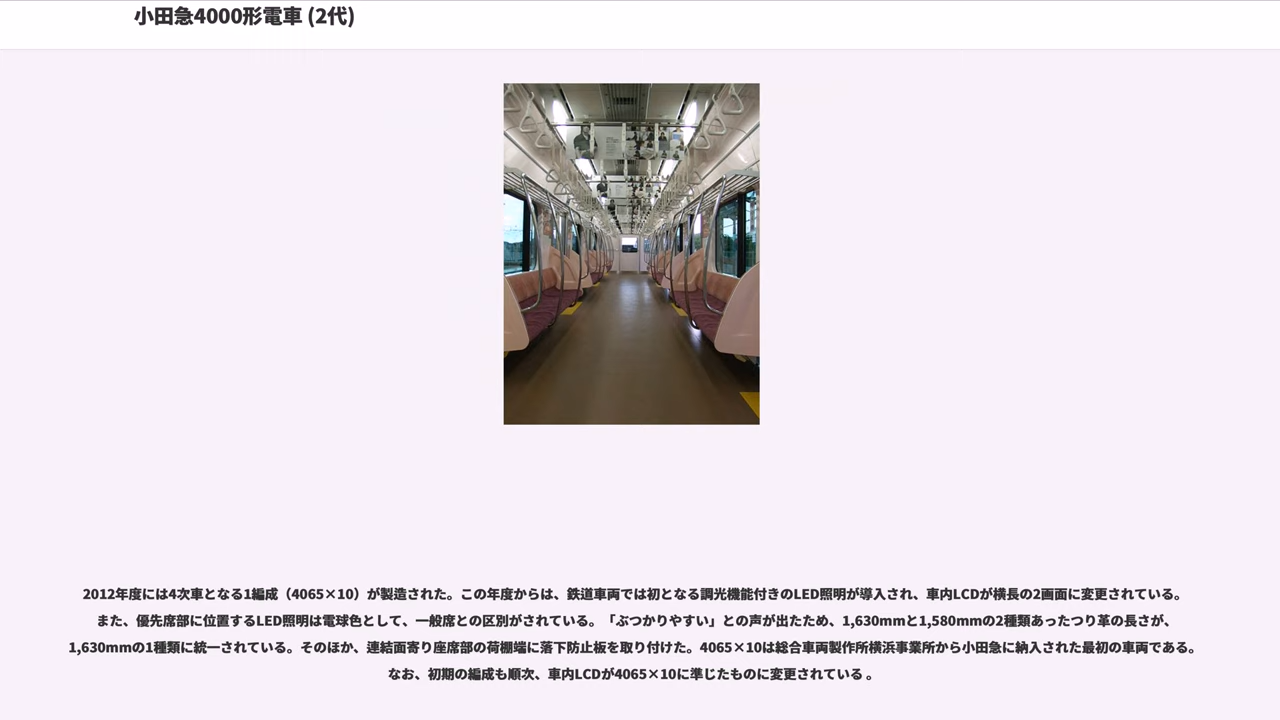 小田急4000形電車 (2代)
2012年度には4次車となる1編成（4065×10）が製造された。この年度からは、鉄道車両では初となる調光機能付きのLED照明が導入され、車内LCDが横長の2画面に変更されている。
また、優先席部に位置するLED照明は電球色として、一般席との区別がされている。「ぶつかりやすい」との声が出たため、1,630mmと1,580mmの2種類あったつり革の長さが、
1,630mmの1種類に統一されている。そのほか、連結面寄り座席部の荷棚端に落下防止板を取り付けた。4065×10は総合車両製作所横浜事業所から小田急に納入された最初の車両である。
なお、初期の編成も順次、車内LCDが4065×10に準じたものに変更されている 。